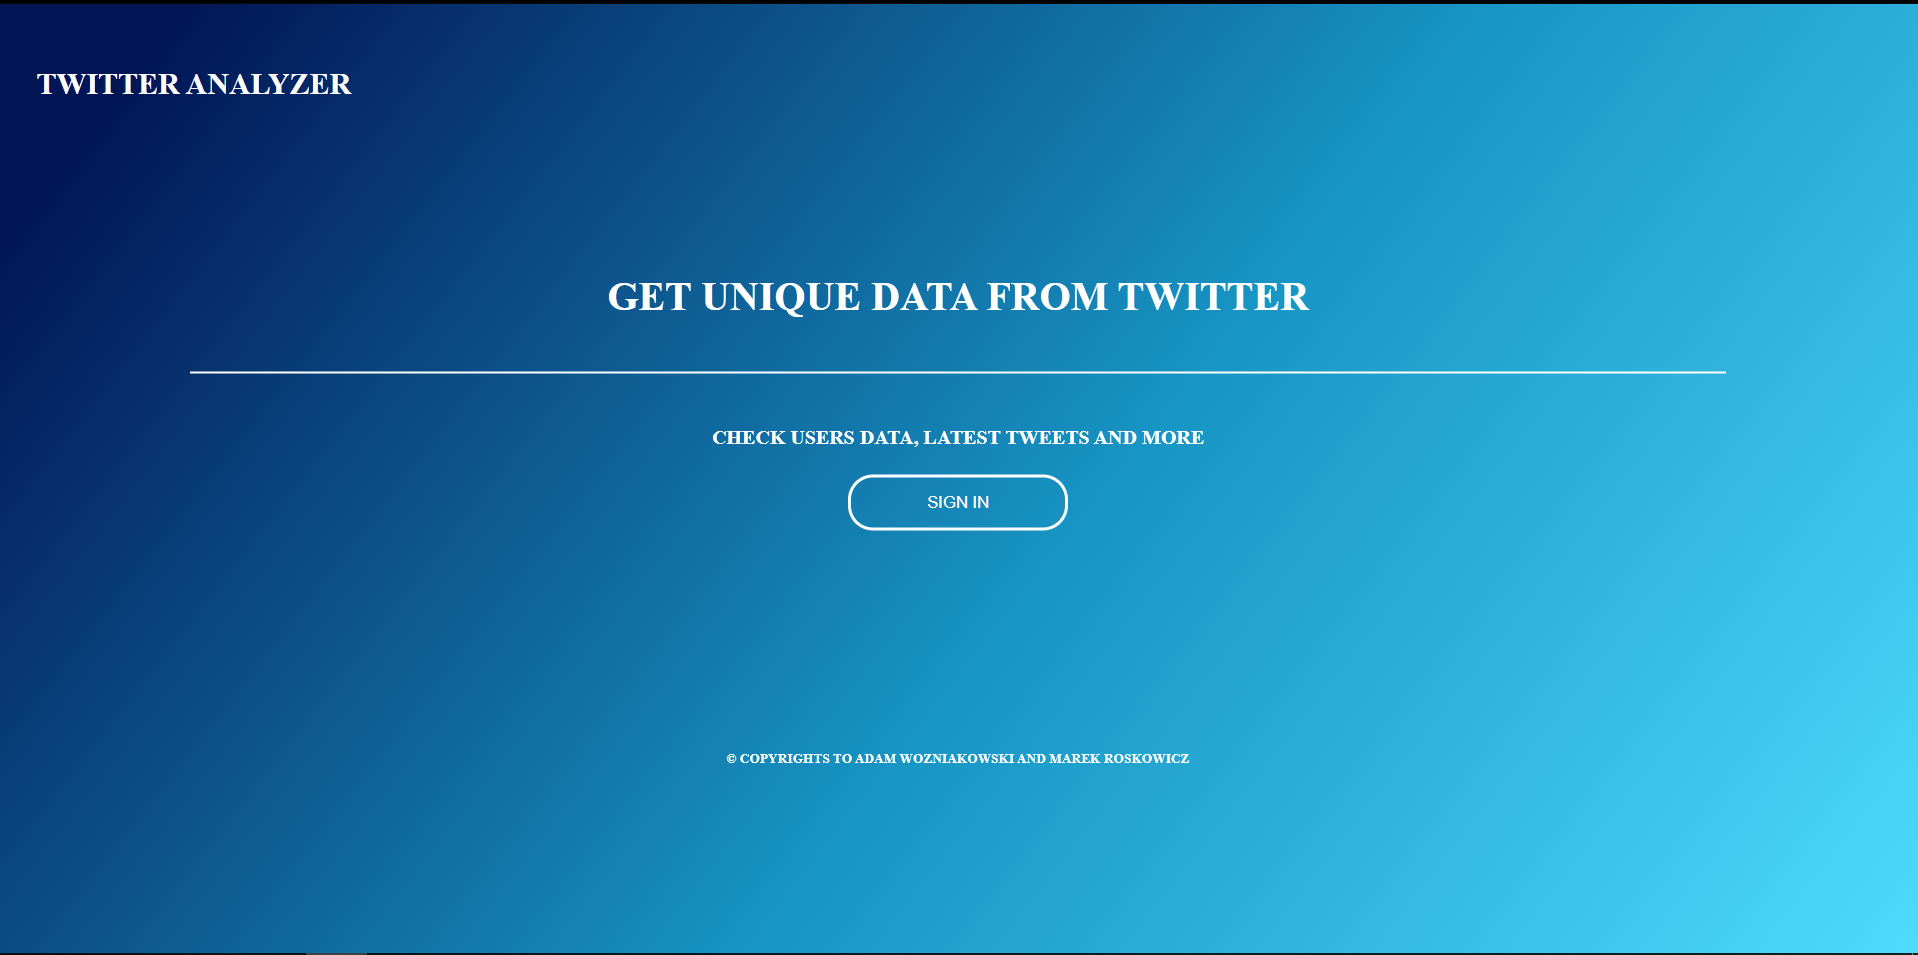 TWITTER ANALYZER
GET UNIQUE DATA FROM TWITTER
CHECK USERS DATA, LATEST TWEETS AND MORE
SIGN IN
© COPYRIGHTS TO ADAM WOZNIAKOWSKI AND MAREK ROSKOWICZ